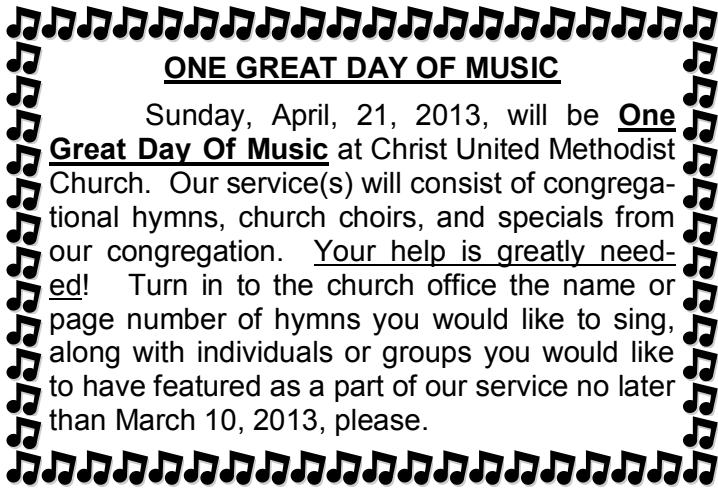 ONE GREAT DAY OF MUSIC
Sunday, April, 21, 2013, will be One
Great Day Of Music at Christ United Methodist
Church. Our service(s) will consist of congrega-
tional hymns, church choirs, and specials from
our congregation. Your help is greatly need-
ed! Turn in to the church office the name or
page number of hymns you would like to sing,
along with individuals or groups you would like
to have featured as a part of our service no later
than March 10, 2013, please.